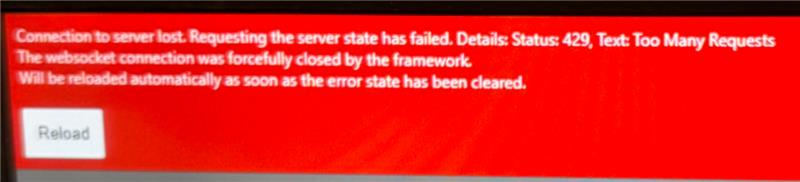 Connection to server lost. Requesting the server state has failed. Details: Status: 429, Text: Too Many Requests
The websocket connection was forcefully closed by the framework.
Will be reloaded automatically as soon as the error state has been cleared.
Reload